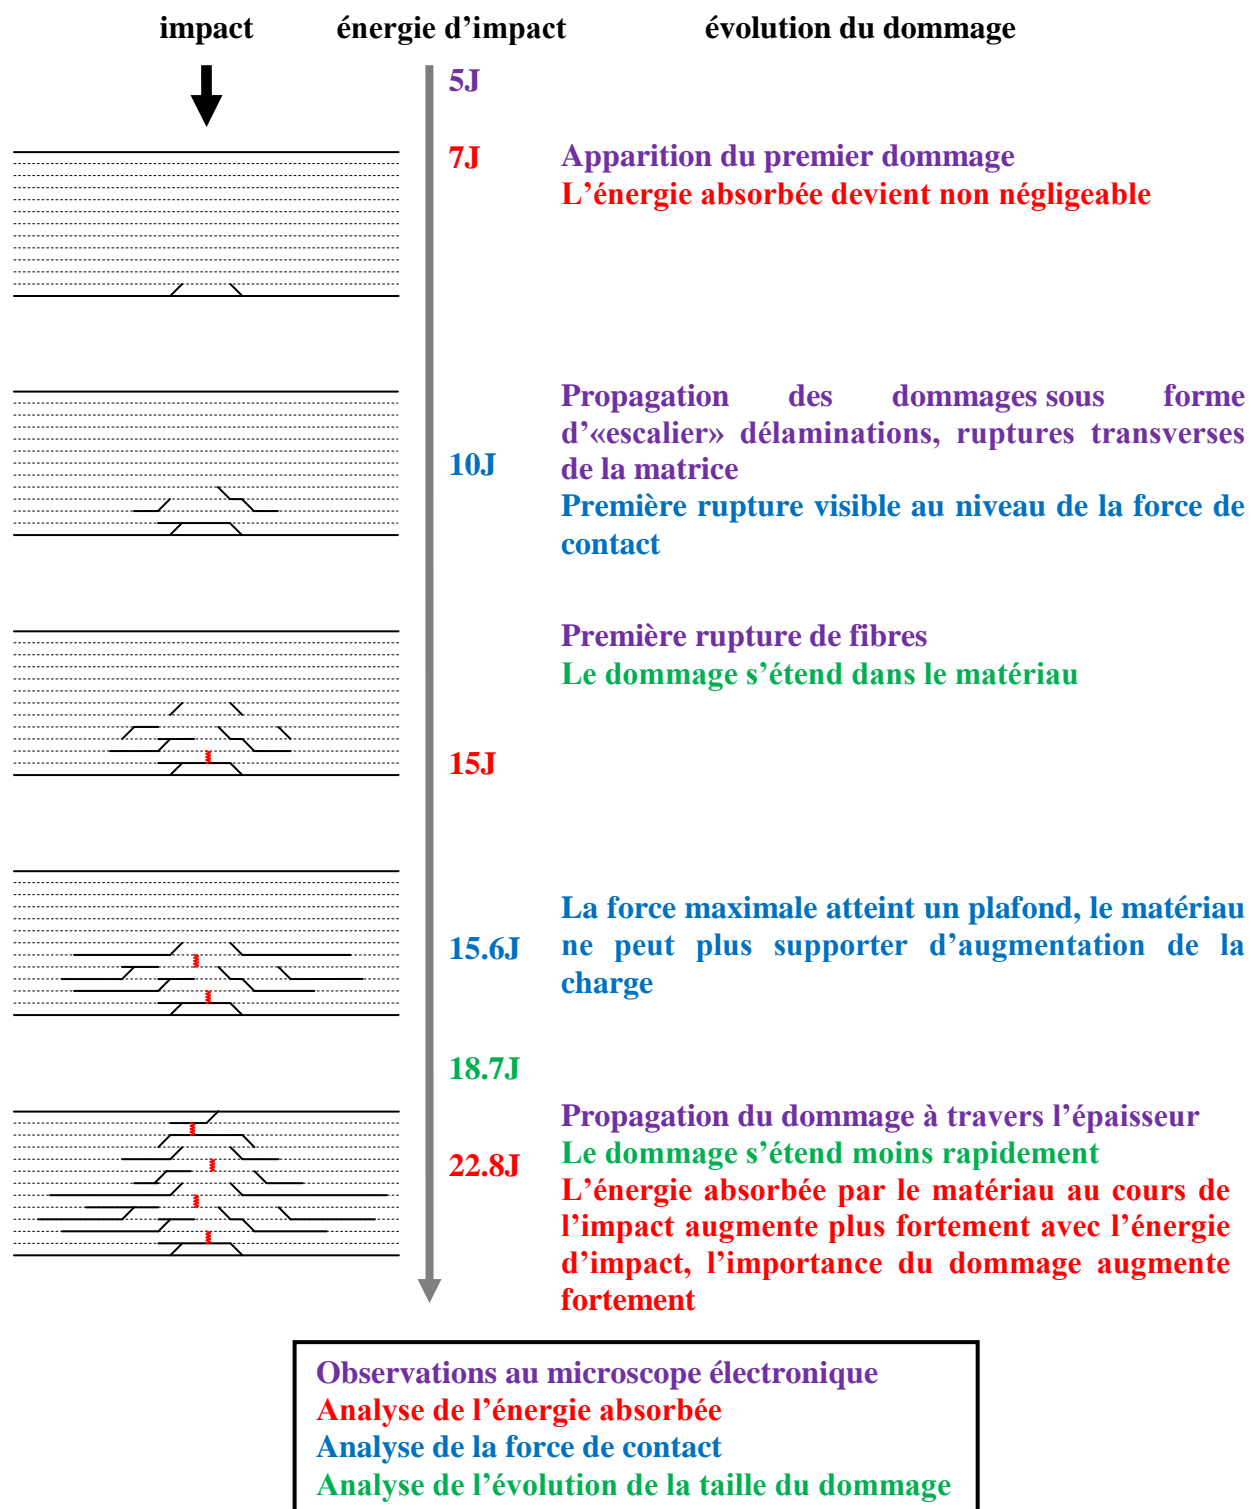 impact énergie d’impact évolution du dommage
5J
7J Apparition du premier dommage
L’énergie absorbée devient non négligeable
Propagation des dommages sous forme
d’«escalier» délaminations, ruptures transverses
10J de la matrice
Première rupture visible au niveau de la force de
contact
Première rupture de fibres
Le dommage s’étend dans le matériau
15J
La force maximale atteint un plafond, le matériau
15.6J ne peut plus supporter d’augmentation de la
charge
18.7J
Propagation du dommage à travers l’épaisseur
Le dommage s’étend moins rapidement
22.8J L’énergie absorbée par le matériau au cours de
l’impact augmente plus fortement avec l’énergie
d’impact, l’importance du dommage augmente
fortement
Observations au microscope électronique
Analyse de l’énergie absorbée
Analyse de la force de contact
Analyse de l’évolution de la taille du dommage